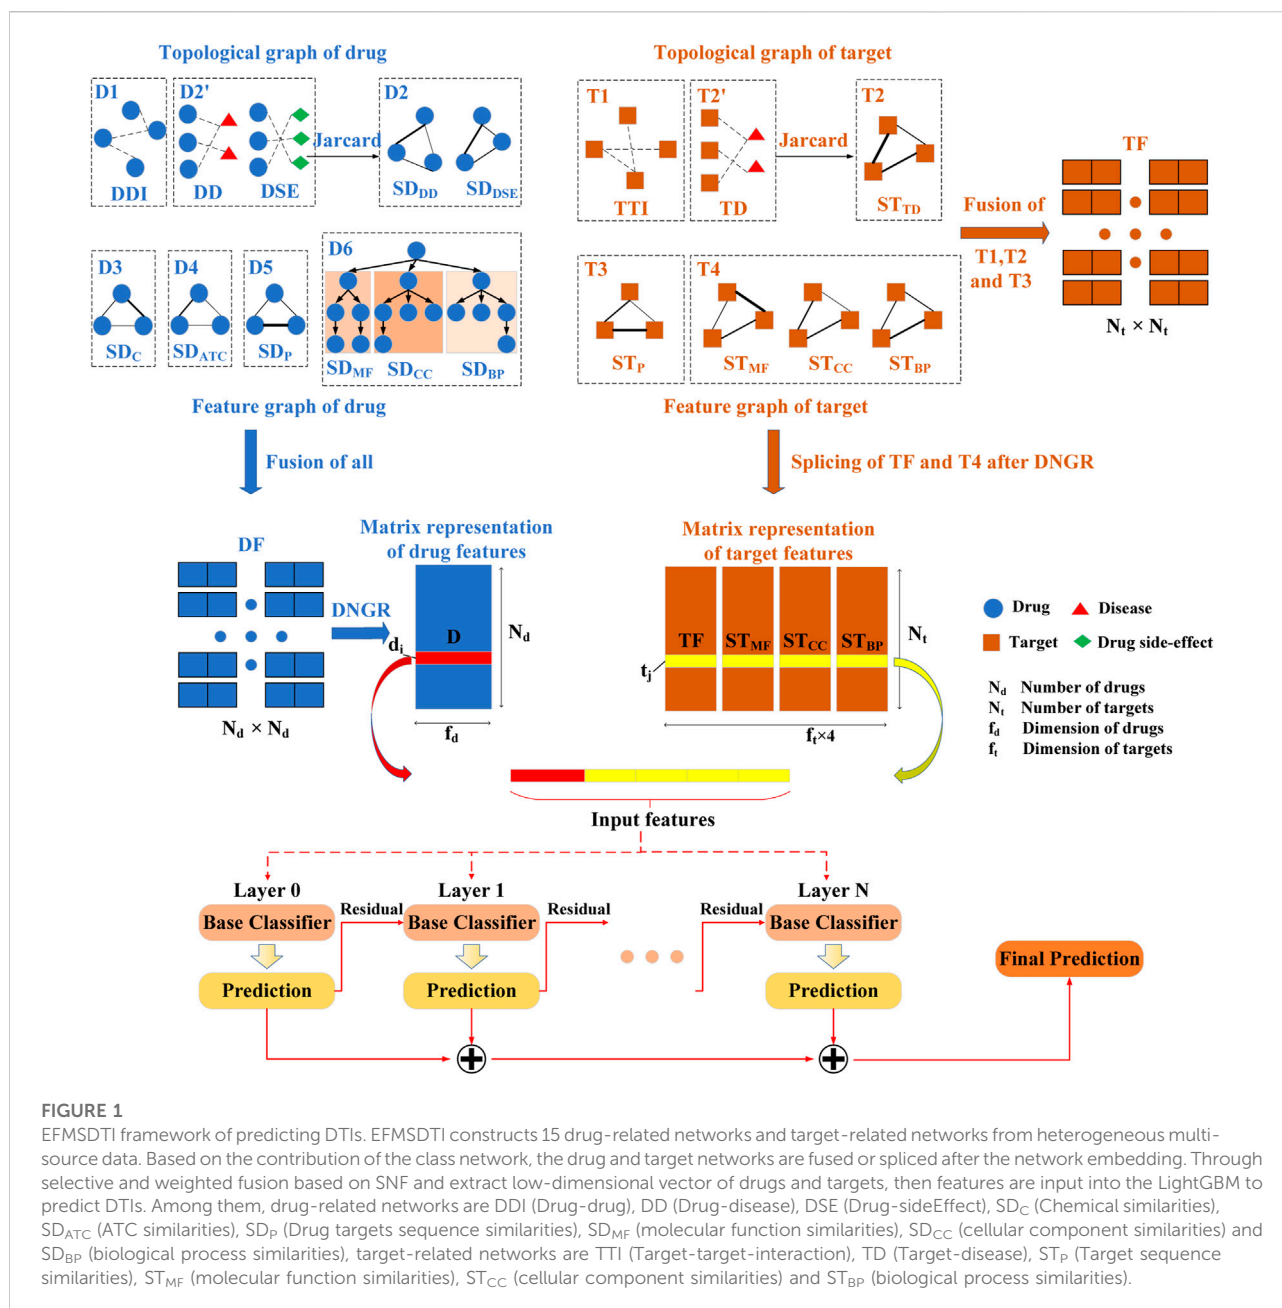 Topological graph of drug
Topological graph of target
D1
D2'
D2
Jarcard
DDI
DD
DSE
SD_DD
SD_DSE
T1
T2'
T2
Jarcard
TTI
TD
ST_TD
TF
Fusion of
T1,T2
and T3
N_t × N_t
D3
D4
D5
D6
SD_C
SD_ATC
SD_P
SD_MF
SD_CC
SD_BP
T3
T4
ST_P
ST_MF
ST_CC
ST_BP
Feature graph of drug
Feature graph of target
Fusion of all
Splicing of TF and T4 after DNGR
DF
Matrix representation
of drug features
Matrix representation
of target features
DNGR
D
d_i
N_d
f_d
N_d × N_d
TF
ST_MF
ST_CC
ST_BP
t_j
N_t
f_t×4
Drug
Disease
Target
Drug side-effect
N_d Number of drugs
N_t Number of targets
f_d Dimension of drugs
f_t Dimension of targets
Input features
Layer 0
Layer 1
Layer N
Base Classifier
Residual
Base Classifier
Residual
Residual
Base Classifier
Prediction
Prediction
Prediction
Final Prediction
FIGURE 1
EFMSDTI framework of predicting DTIs. EFMSDTI constructs 15 drug-related networks and target-related networks from heterogeneous multi-
source data. Based on the contribution of the class network, the drug and target networks are fused or spliced after the network embedding. Through
selective and weighted fusion based on SNF and extract low-dimensional vector of drugs and targets, then features are input into the LightGBM to
predict DTIs. Among them, drug-related networks are DDI (Drug-drug), DD (Drug-disease), DSE (Drug-sideEffect), SD_C (Chemical similarities),
SD_ATC (ATC similarities), SD_P (Drug targets sequence similarities), SD_MF (molecular function similarities), SD_CC (cellular component similarities) and
SD_BP (biological process similarities), target-related networks are TTI (Target-target-interaction), TD (Target-disease), ST_P (Target sequence
similarities), ST_MF (molecular function similarities), ST_CC (cellular component similarities) and ST_BP (biological process similarities).